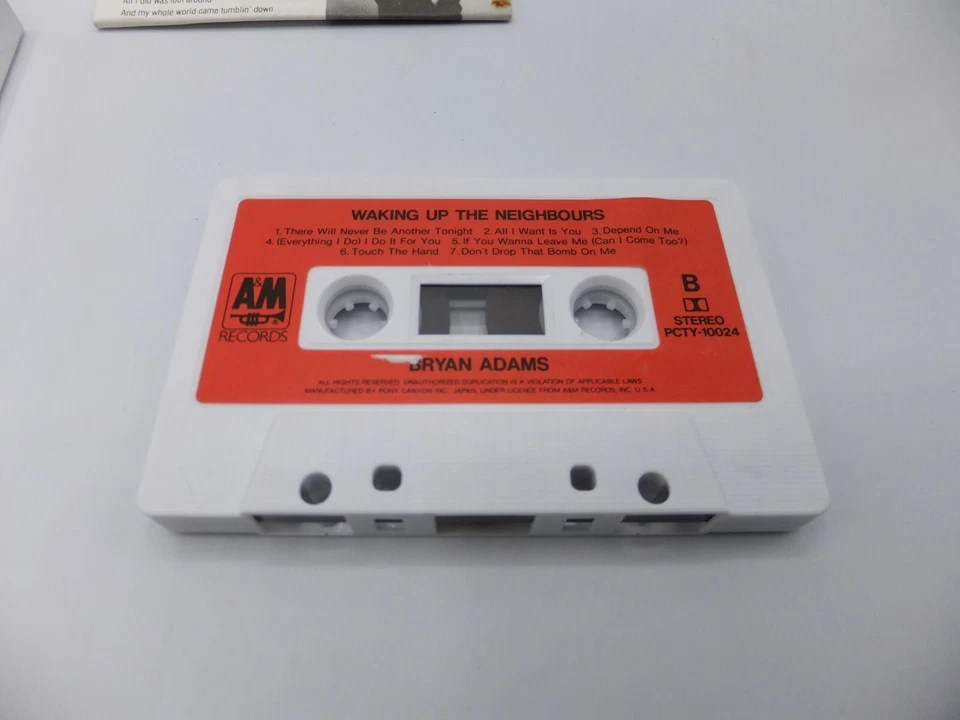 All I did was fool around
And my whole world came tumblin' down
WAKING UP THE NEIGHBOURS
1. There Will Never Be Another Tonight 2. All I Want Is You 3. Depend On Me
4. (Everything I Do) I Do It For You 5. If You Wanna Leave Me (Can I Come Too?)
6. Touch The Hand 7. Don't Drop That Bomb On Me
A&M
RECORDS
B
STEREO
PCTY-10024
BRYAN ADAMS
ALL RIGHTS RESERVED. UNAUTHORIZED DUPLICATION IS A VIOLATION OF APPLICABLE LAWS.
MANUFACTURED BY PONY CANYON INC. JAPAN, UNDER LICENCE FROM A&M RECORDS, INC. U.S.A.